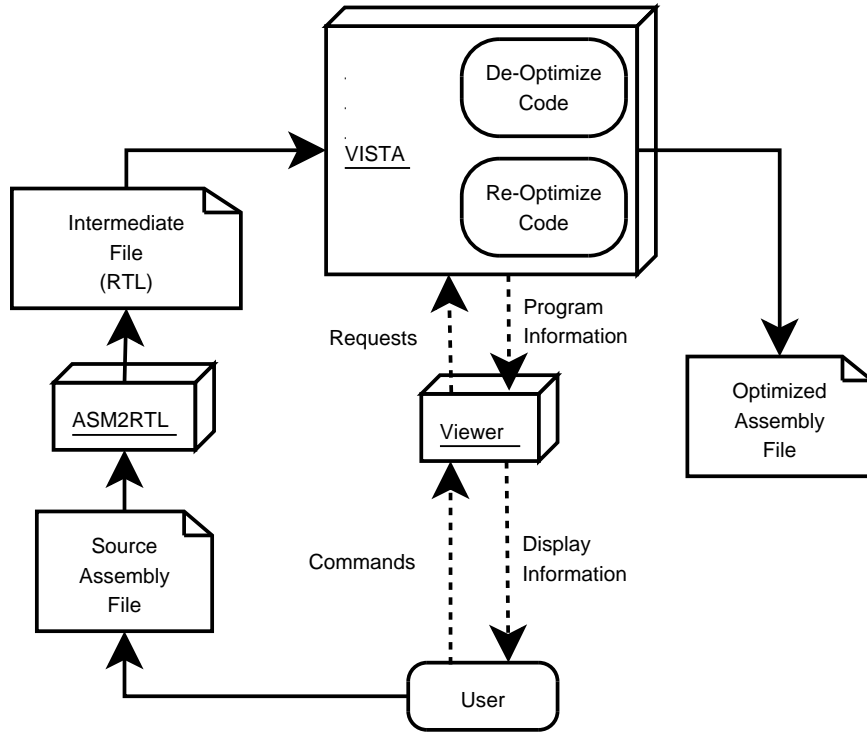 De-Optimize
Code
VISTA
Re-Optimize
Code
Intermediate
File
(RTL)
Requests
Program
Information
ASM2RTL
Viewer
Optimized
Assembly
File
Source
Assembly
File
Commands
Display
Information
User